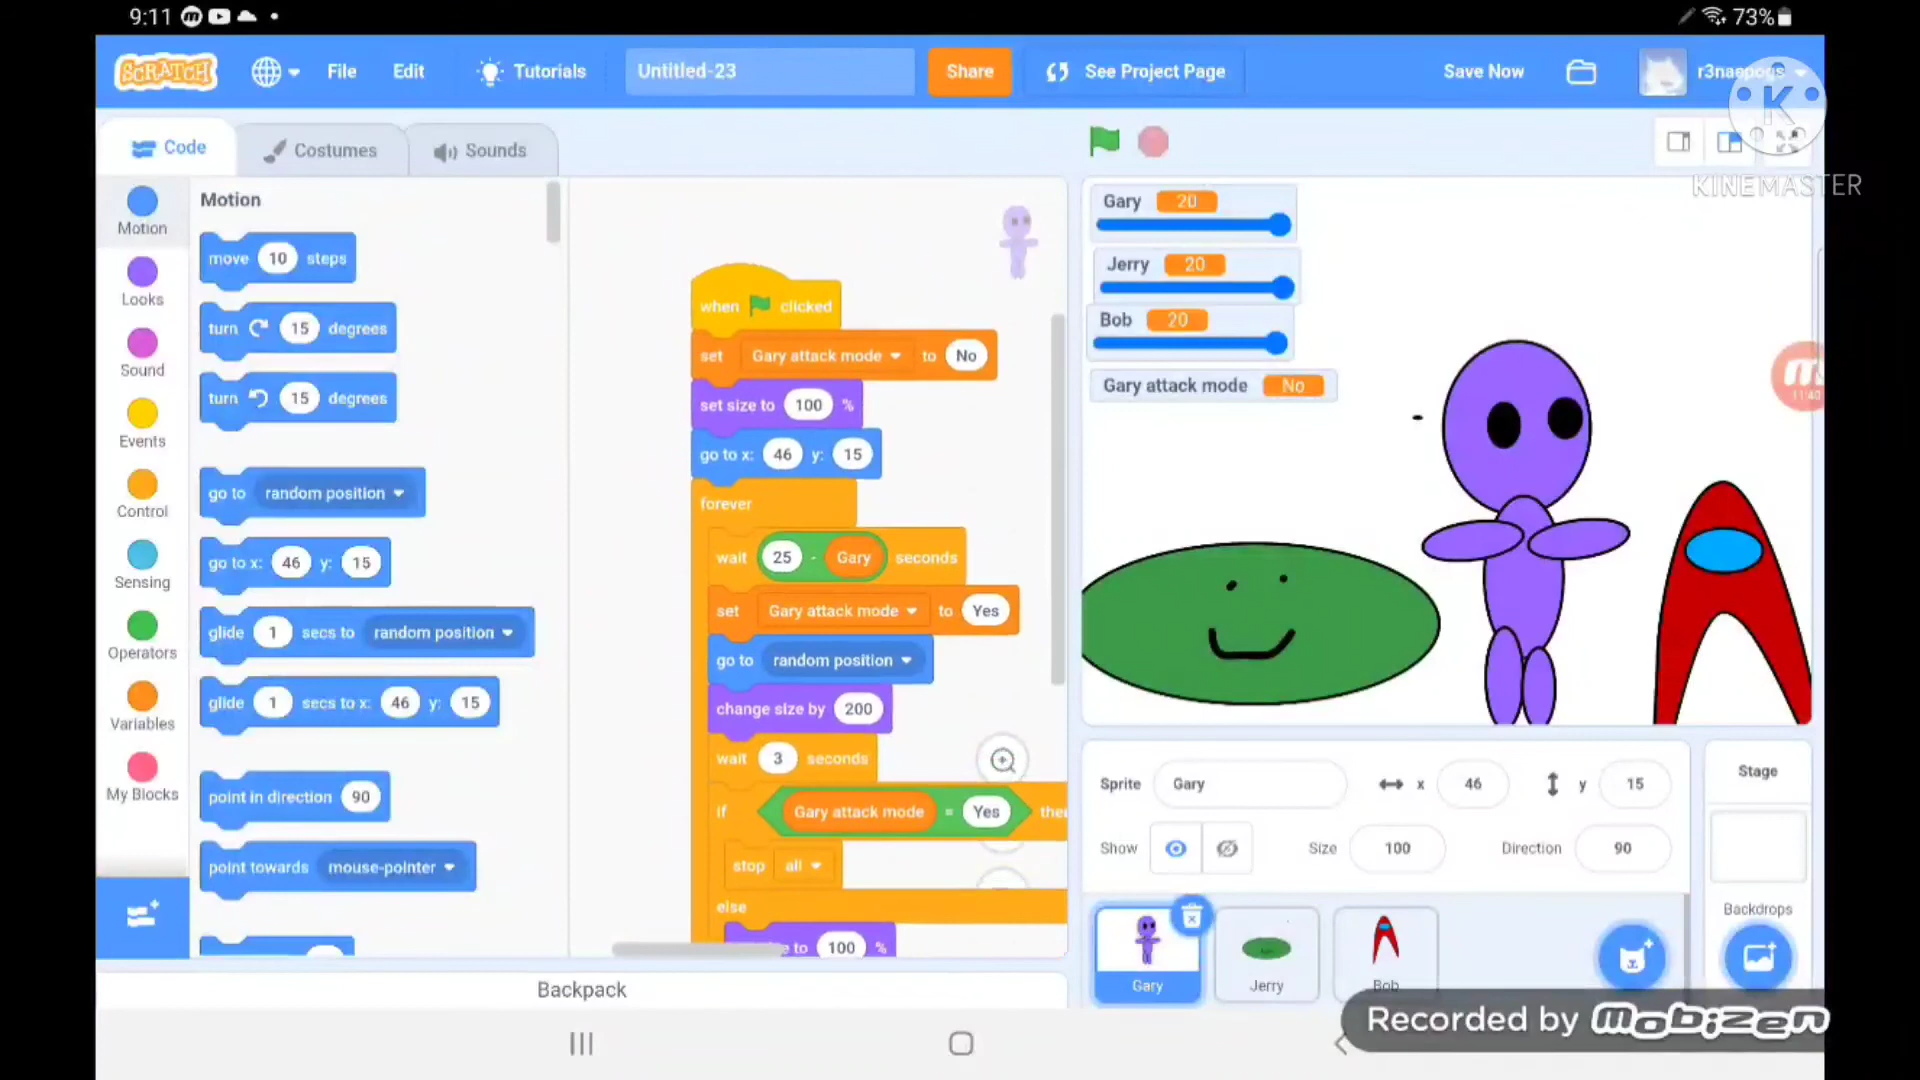 9:11 73%
SCRATCH File Edit Tutorials Untitled-23 Share See Project Page Save Now
K
KINEMASTER
Code Costumes Sounds
Motion
Looks
Sound
Events
Control
Sensing
Operators
Variables
My Blocks
Motion
move 10 steps
turn 15 degrees
turn 15 degrees
go to random position
go to x: 46 y: 15
glide 1 secs to random position
glide 1 secs to x: 46 y: 15
point in direction 90
point towards mouse-pointer
when clicked
set Gary attack mode to No
set size to 100 %
go to x: 46 y: 15
forever
wait 25 - Gary seconds
set Gary attack mode to Yes
go to random position
change size by 200
wait 3 seconds
if Gary attack mode = Yes then
stop all
else
to 100 %
Gary 20
Jerry 20
Bob 20
Gary attack mode No
11:40
Sprite Gary x 46 y 15
Show Size 100 Direction 90
Gary
Jerry
Bob
Stage
Backdrops
Backpack
Recorded by Mobizen